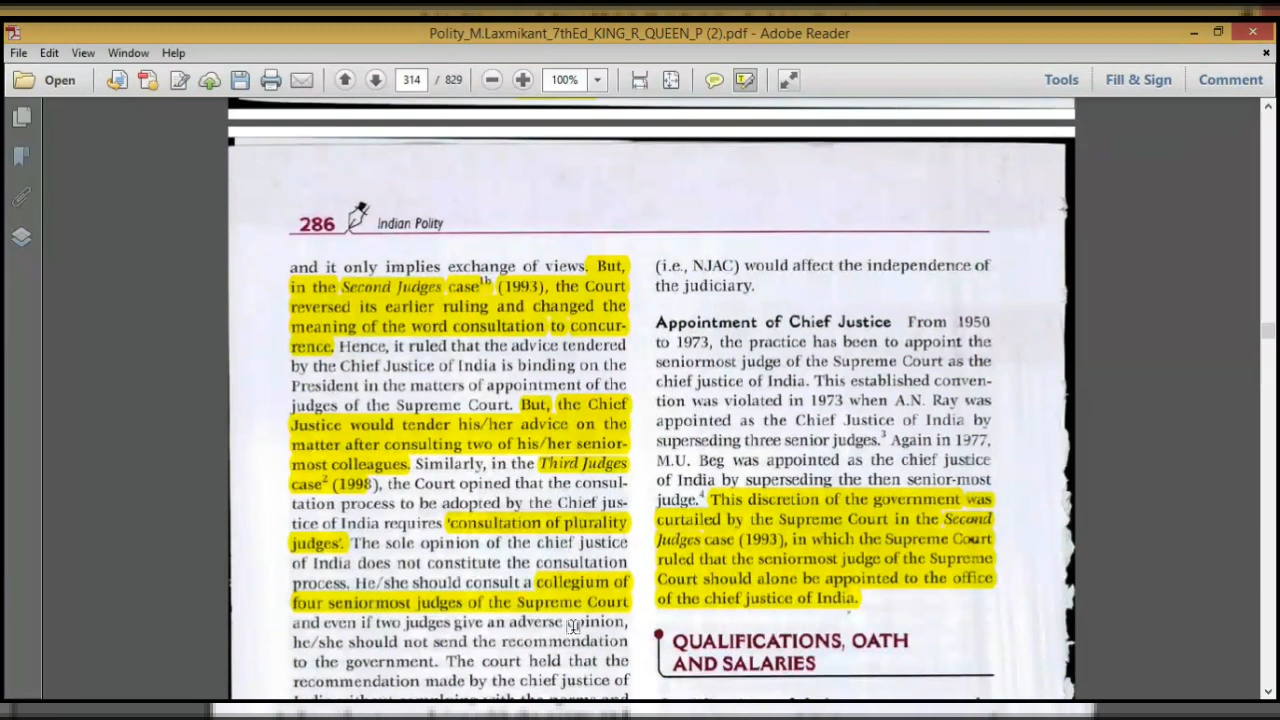 Polity_M.Laxmikant_7thEd_KING_R_QUEEN_P (2).pdf - Adobe Reader
File Edit View Window Help
Open 314 / 829 100% Tools Fill & Sign Comment
286 Indian Polity
and it only implies exchange of views. But,
in the Second Judges case1b (1993), the Court
reversed its earlier ruling and changed the
meaning of the word consultation to concur-
rence. Hence, it ruled that the advice tendered
by the Chief Justice of India is binding on the
President in the matters of appointment of the
judges of the Supreme Court. But, the Chief
Justice would tender his/her advice on the
matter after consulting two of his/her senior-
most colleagues. Similarly, in the Third Judges
case2 (1998), the Court opined that the consul-
tation process to be adopted by the Chief jus-
tice of India requires 'consultation of plurality
judges'. The sole opinion of the chief justice
of India does not constitute the consultation
process. He/she should consult a collegium of
four seniormost judges of the Supreme Court
and even if two judges give an adverse opinion,
he/she should not send the recommendation
to the government. The court held that the
recommendation made by the chief justice of
(i.e., NJAC) would affect the independence of
the judiciary.
Appointment of Chief Justice From 1950
to 1973, the practice has been to appoint the
seniormost judge of the Supreme Court as the
chief justice of India. This established conven-
tion was violated in 1973 when A.N. Ray was
appointed as the Chief Justice of India by
superseding three senior judges.3 Again in 1977,
M.U. Beg was appointed as the chief justice
of India by superseding the then senior-most
judge.4 This discretion of the government was
curtailed by the Supreme Court in the Second
Judges case (1993), in which the Supreme Court
ruled that the seniormost judge of the Supreme
Court should alone be appointed to the office
of the chief justice of India.
QUALIFICATIONS, OATH
AND SALARIES